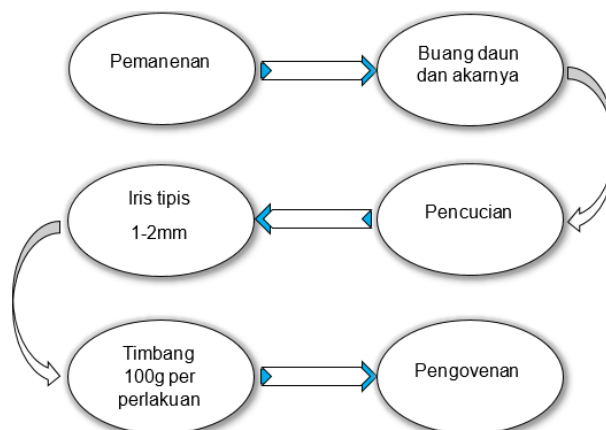 Pemanenan
Buang daun
dan akarnya
Pencucian
Iris tipis
1-2mm
Timbang
100g per
perlakuan
Pengovenan